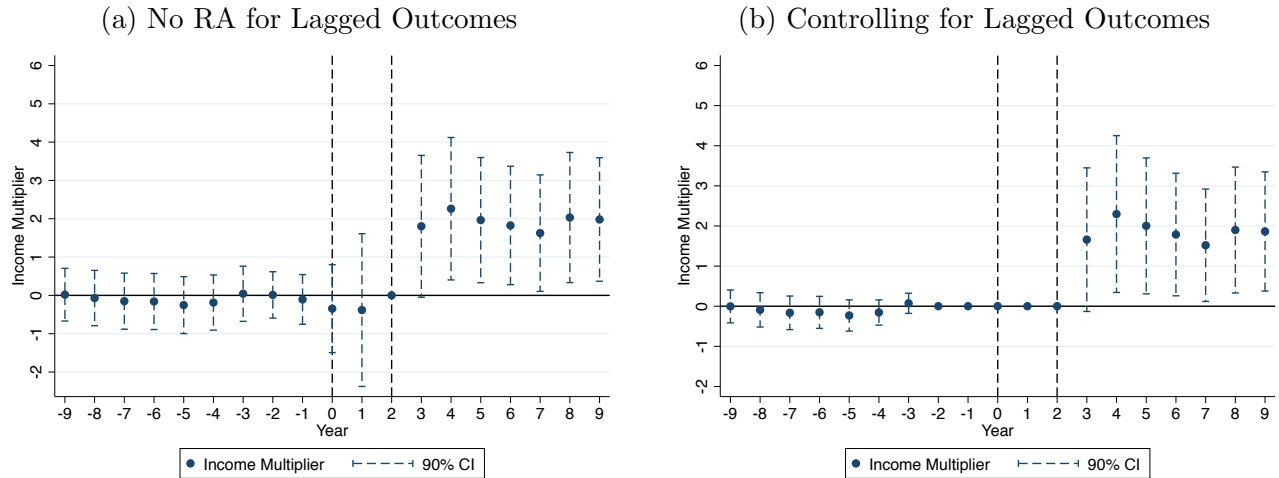 (a) No RA for Lagged Outcomes
6
5
4
3
2
1
0
-1
-2
Income Multiplier
-9 -8 -7 -6 -5 -4 -3 -2 -1 0 1 2 3 4 5 6 7 8 9
Year
Income Multiplier 90% CI
(b) Controlling for Lagged Outcomes
6
5
4
3
2
1
0
-1
-2
Income Multiplier
-9 -8 -7 -6 -5 -4 -3 -2 -1 0 1 2 3 4 5 6 7 8 9
Year
Income Multiplier 90% CI